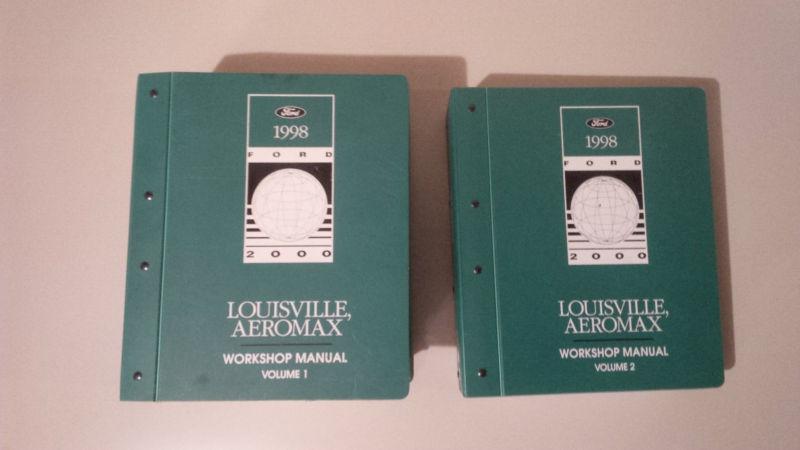 Ford
1998
FORD
2000
LOUISVILLE,
AEROMAX
WORKSHOP MANUAL
VOLUME 1
Ford
1998
FORD
2000
LOUISVILLE,
AEROMAX
WORKSHOP MANUAL
VOLUME 2